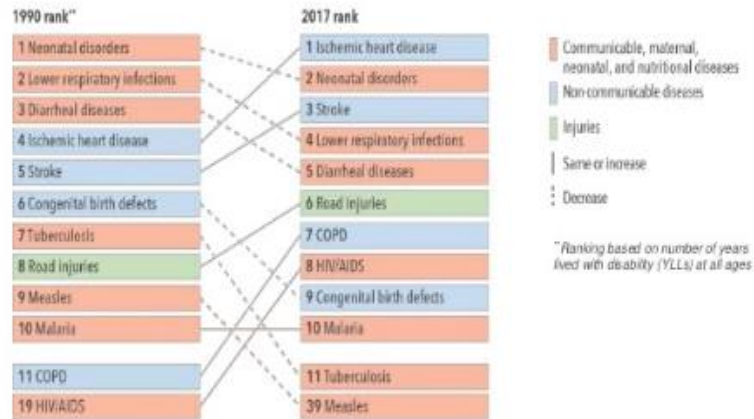 1990 rank**
1 Neonatal disorders
2 Lower respiratory infections
3 Diarrheal diseases
4 Ischemic heart disease
5 Stroke
6 Congenital birth defects
7 Tuberculosis
8 Road injuries
9 Measles
10 Malaria
11 COPD
19 HIV/AIDS
2017 rank
1 Ischemic heart disease
2 Neonatal disorders
3 Stroke
4 Lower respiratory infections
5 Diarrheal diseases
6 Road injuries
7 COPD
8 HIV/AIDS
9 Congenital birth defects
10 Malaria
11 Tuberculosis
39 Measles
Communicable, maternal,
neonatal, and nutritional diseases
Non-communicable diseases
Injuries
Same or increase
Decrease
**Ranking based on number of years
lived with disability (YLLs) at all ages